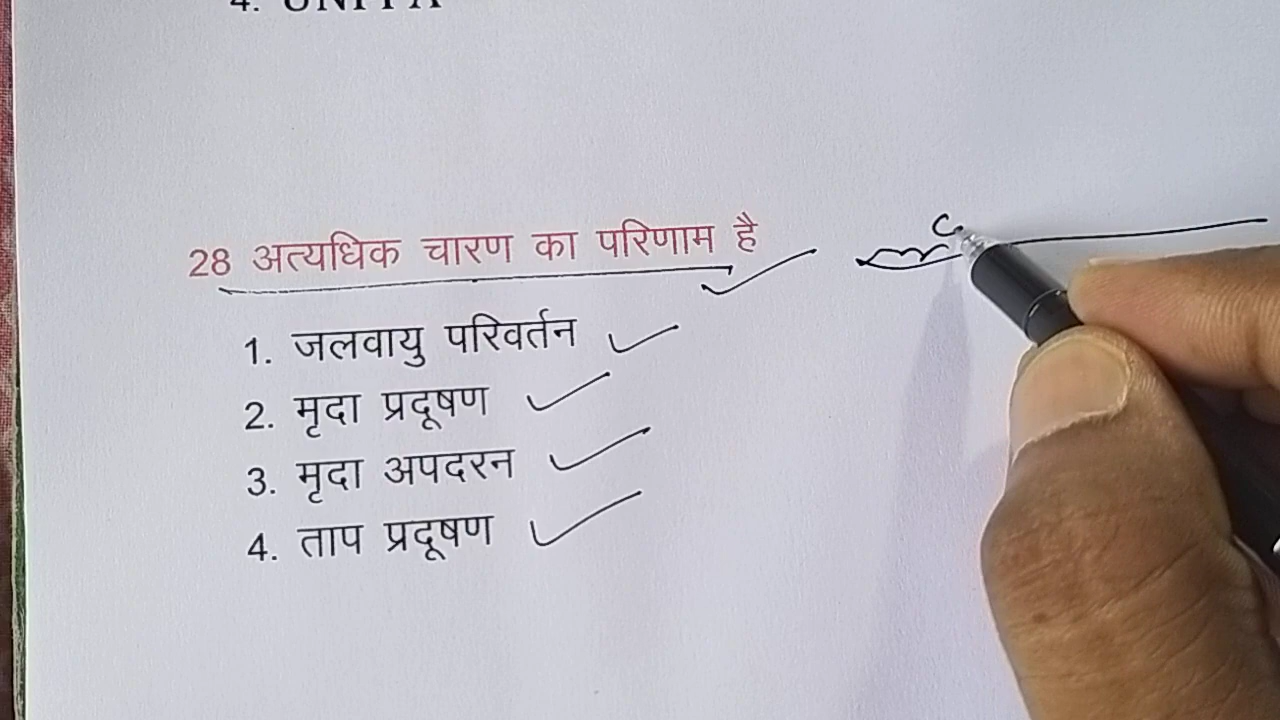 28 अत्यधिक चारण का परिणाम है
1. जलवायु परिवर्तन
2. मृदा प्रदूषण
3. मृदा अपदरन
4. ताप प्रदूषण